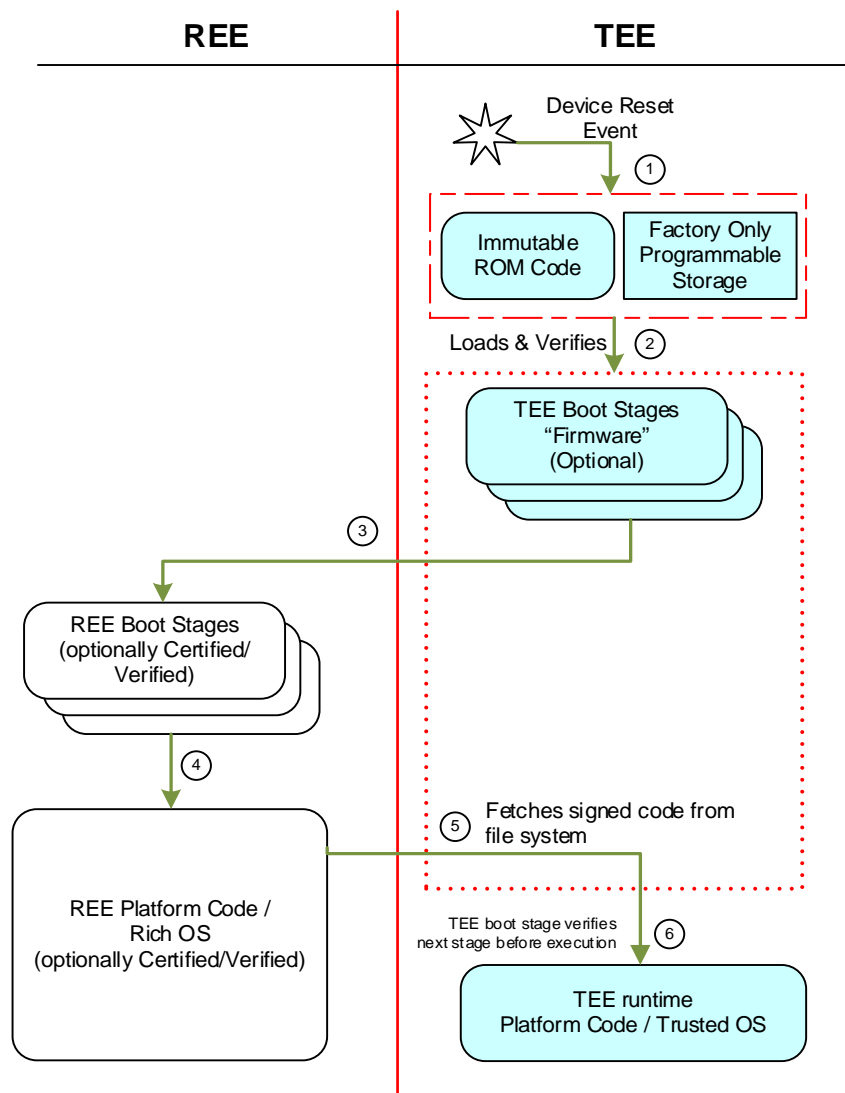 REE
TEE
Device Reset
Event
1
Immutable
ROM Code
Factory Only
Programmable
Storage
Loads & Verifies
2
TEE Boot Stages
“Firmware”
(Optional)
3
REE Boot Stages
(optionally Certified/
Verified)
4
REE Platform Code /
Rich OS
(optionally Certified/Verified)
5
Fetches signed code from
file system
TEE boot stage verifies
next stage before execution
6
TEE runtime
Platform Code / Trusted OS